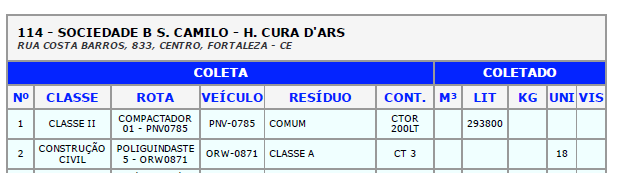 114 - SOCIEDADE B S. CAMILO - H. CURA D'ARS
RUA COSTA BARROS, 833, CENTRO, FORTALEZA - CE
COLETA COLETADO
Nº CLASSE ROTA VEÍCULO RESÍDUO CONT. M³ LIT KG UNI VIS
1 CLASSE II COMPACTADOR 01 - PNV0785 PNV-0785 COMUM CTOR 200LT 293800
2 CONSTRUÇÃO CIVIL POLIGUINDASTE 5 - ORW0871 ORW-0871 CLASSE A CT 3 18